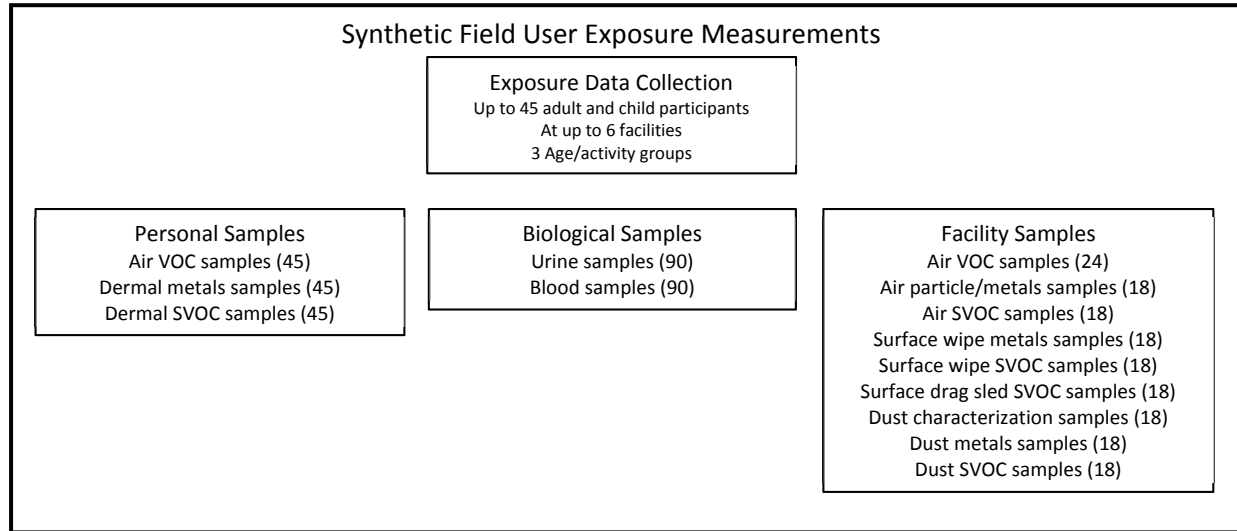 Synthetic Field User Exposure Measurements
Exposure Data Collection
Up to 45 adult and child participants
At up to 6 facilities
3 Age/activity groups
Personal Samples
Air VOC samples (45)
Dermal metals samples (45)
Dermal SVOC samples (45)
Biological Samples
Urine samples (90)
Blood samples (90)
Facility Samples
Air VOC samples (24)
Air particle/metals samples (18)
Air SVOC samples (18)
Surface wipe metals samples (18)
Surface wipe SVOC samples (18)
Surface drag sled SVOC samples (18)
Dust characterization samples (18)
Dust metals samples (18)
Dust SVOC samples (18)